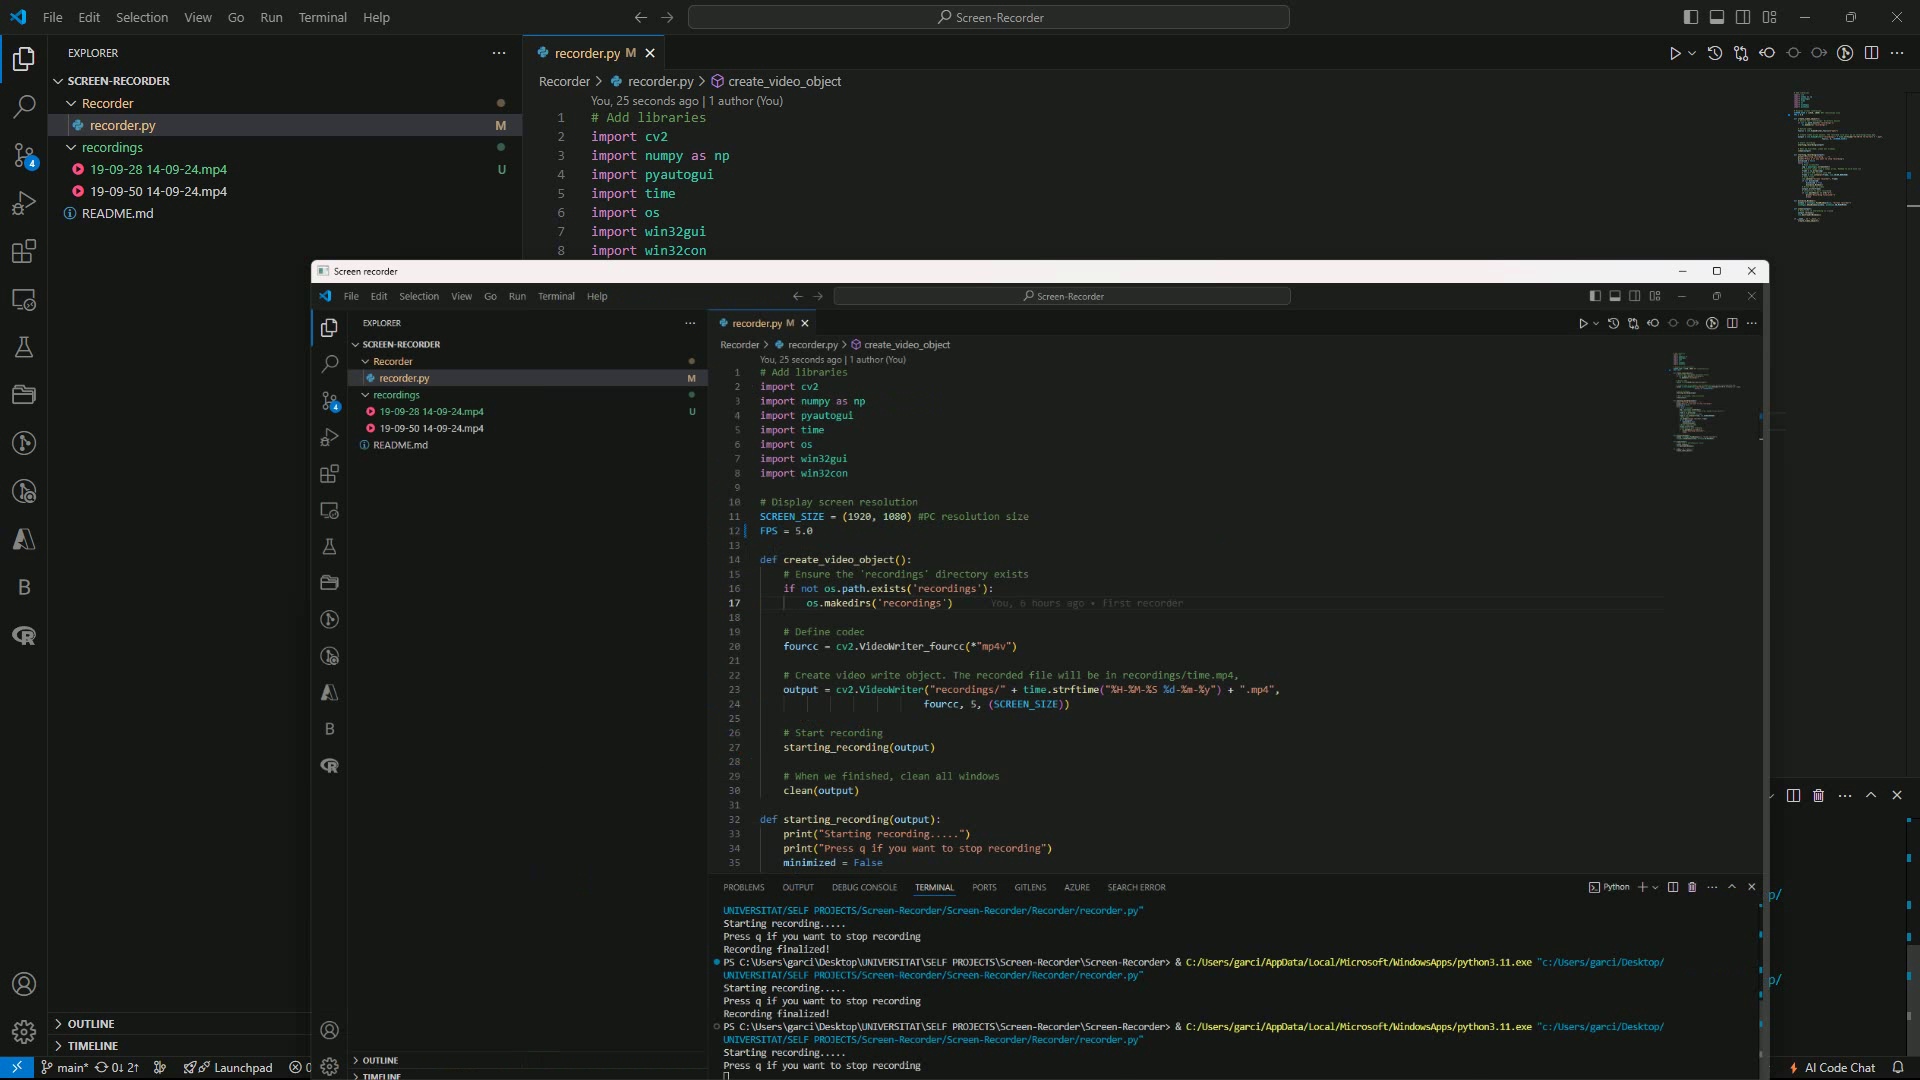 File Edit Selection View Go Run Terminal Help
Screen-Recorder
EXPLORER
SCREEN-RECORDER
Recorder
recorder.py M
recordings
19-09-28 14-09-24.mp4 U
19-09-50 14-09-24.mp4
README.md
4
B
recorder.py M
Recorder > recorder.py > create_video_object
You, 25 seconds ago | 1 author (You)
1 # Add libraries
2 import cv2
3 import numpy as np
4 import pyautogui
5 import time
6 import os
7 import win32gui
8 import win32con
Screen recorder
File Edit Selection View Go Run Terminal Help
Screen-Recorder
EXPLORER
SCREEN-RECORDER
Recorder
recorder.py M
recordings
19-09-28 14-09-24.mp4 U
19-09-50 14-09-24.mp4
README.md
4
B
recorder.py M
Recorder > recorder.py > create_video_object
You, 25 seconds ago | 1 author (You)
1 # Add libraries
2 import cv2
3 import numpy as np
4 import pyautogui
5 import time
6 import os
7 import win32gui
8 import win32con
9
10 # Display screen resolution
11 SCREEN_SIZE = (1920, 1080) #PC resolution size
12 FPS = 5.0
13
14 def create_video_object():
15 # Ensure the 'recordings' directory exists
16 if not os.path.exists('recordings'):
17 os.makedirs('recordings') You, 6 hours ago • first recorder
18
19 # Define codec
20 fourcc = cv2.VideoWriter_fourcc(*"mp4v")
21
22 # Create video write object. The recorded file will be in recordings/time.mp4,
23 output = cv2.VideoWriter("recordings/" + time.strftime("%H-%M-%S %d-%m-%y") + ".mp4",
24 fourcc, 5, (SCREEN_SIZE))
25
26 # Start recording
27 starting_recording(output)
28
29 # When we finished, clean all windows
30 clean(output)
31
32 def starting_recording(output):
33 print("Starting recording.....")
34 print("Press q if you want to stop recording")
35 minimized = False
PROBLEMS OUTPUT DEBUG CONSOLE TERMINAL PORTS GITLENS AZURE SEARCH ERROR
Python
UNIVERSITAT/SELF PROJECTS/Screen-Recorder/Screen-Recorder/Recorder/recorder.py"
Starting recording.....
Press q if you want to stop recording
Recording finalized!
PS C:\Users\garci\Desktop\UNIVERSITAT\SELF PROJECTS\Screen-Recorder\Screen-Recorder> & C:/Users/garci/AppData/Local/Microsoft/WindowsApps/python3.11.exe "c:/Users/garci/Desktop/
UNIVERSITAT/SELF PROJECTS/Screen-Recorder/Screen-Recorder/Recorder/recorder.py"
Starting recording.....
Press q if you want to stop recording
Recording finalized!
PS C:\Users\garci\Desktop\UNIVERSITAT\SELF PROJECTS\Screen-Recorder\Screen-Recorder> & C:/Users/garci/AppData/Local/Microsoft/WindowsApps/python3.11.exe "c:/Users/garci/Desktop/
UNIVERSITAT/SELF PROJECTS/Screen-Recorder/Screen-Recorder/Recorder/recorder.py"
Starting recording.....
Press q if you want to stop recording
OUTLINE
TIMELINE
p/
p/
OUTLINE
TIMELINE
main* 0↓ 2↑ Launchpad 0
AI Code Chat